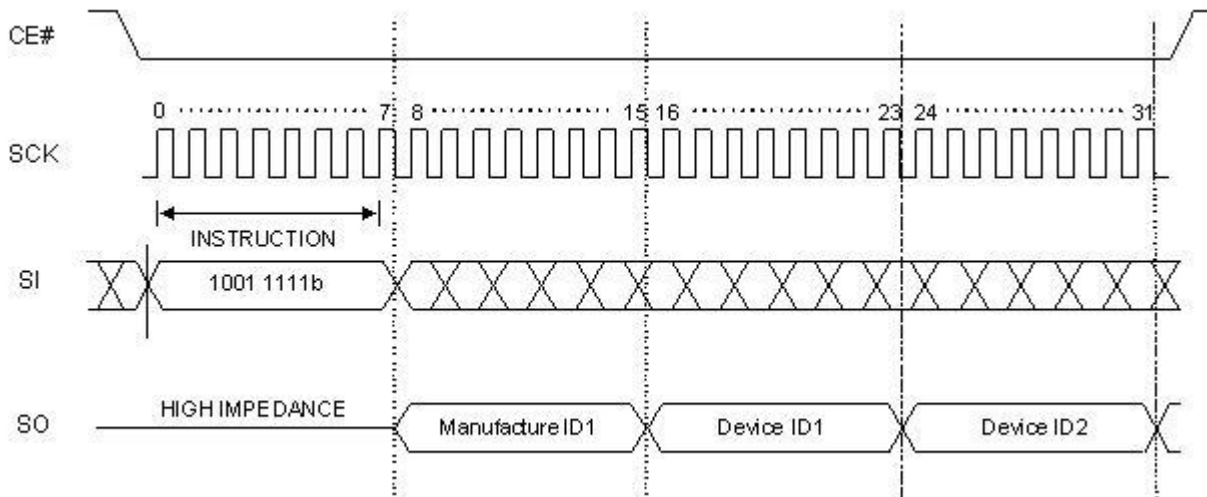 CE#
0 7 8 15 16 23 24 31
SCK
INSTRUCTION
SI 1001 1111b
HIGH IMPEDANCE
SO Manufacture ID1 Device ID1 Device ID2